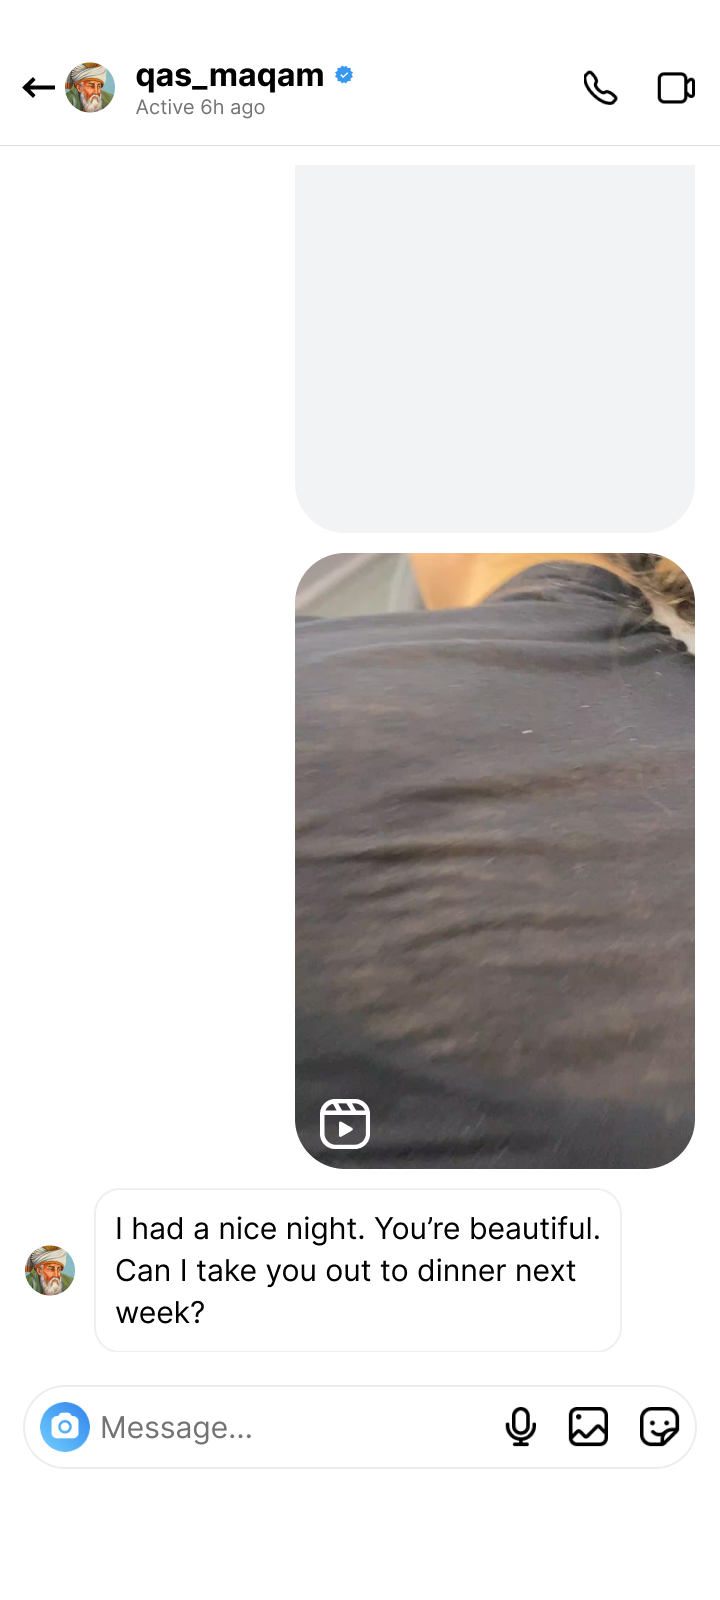 qas_maqam
Active 6h ago
I had a nice night. You’re beautiful.
Can I take you out to dinner next
week?
Message...